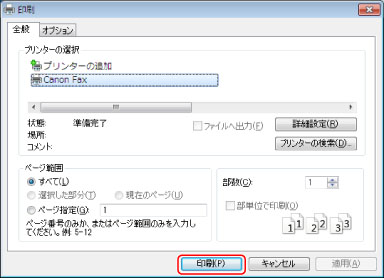 印刷
全般 オプション
プリンターの選択
プリンターの追加
Canon Fax
状態: 準備完了
場所:
コメント:
ファイルへ出力(F)
詳細設定(R)
プリンターの検索(D)...
ページ範囲
すべて(L)
選択した部分(T) 現在のページ(U)
ページ指定(G): 1
ページ番号のみか、またはページ範囲のみを入力し
てください。例: 5-12
部数(C): 1
部単位で印刷(O)
1 1 2 2 3 3
印刷(P) キャンセル 適用(A)